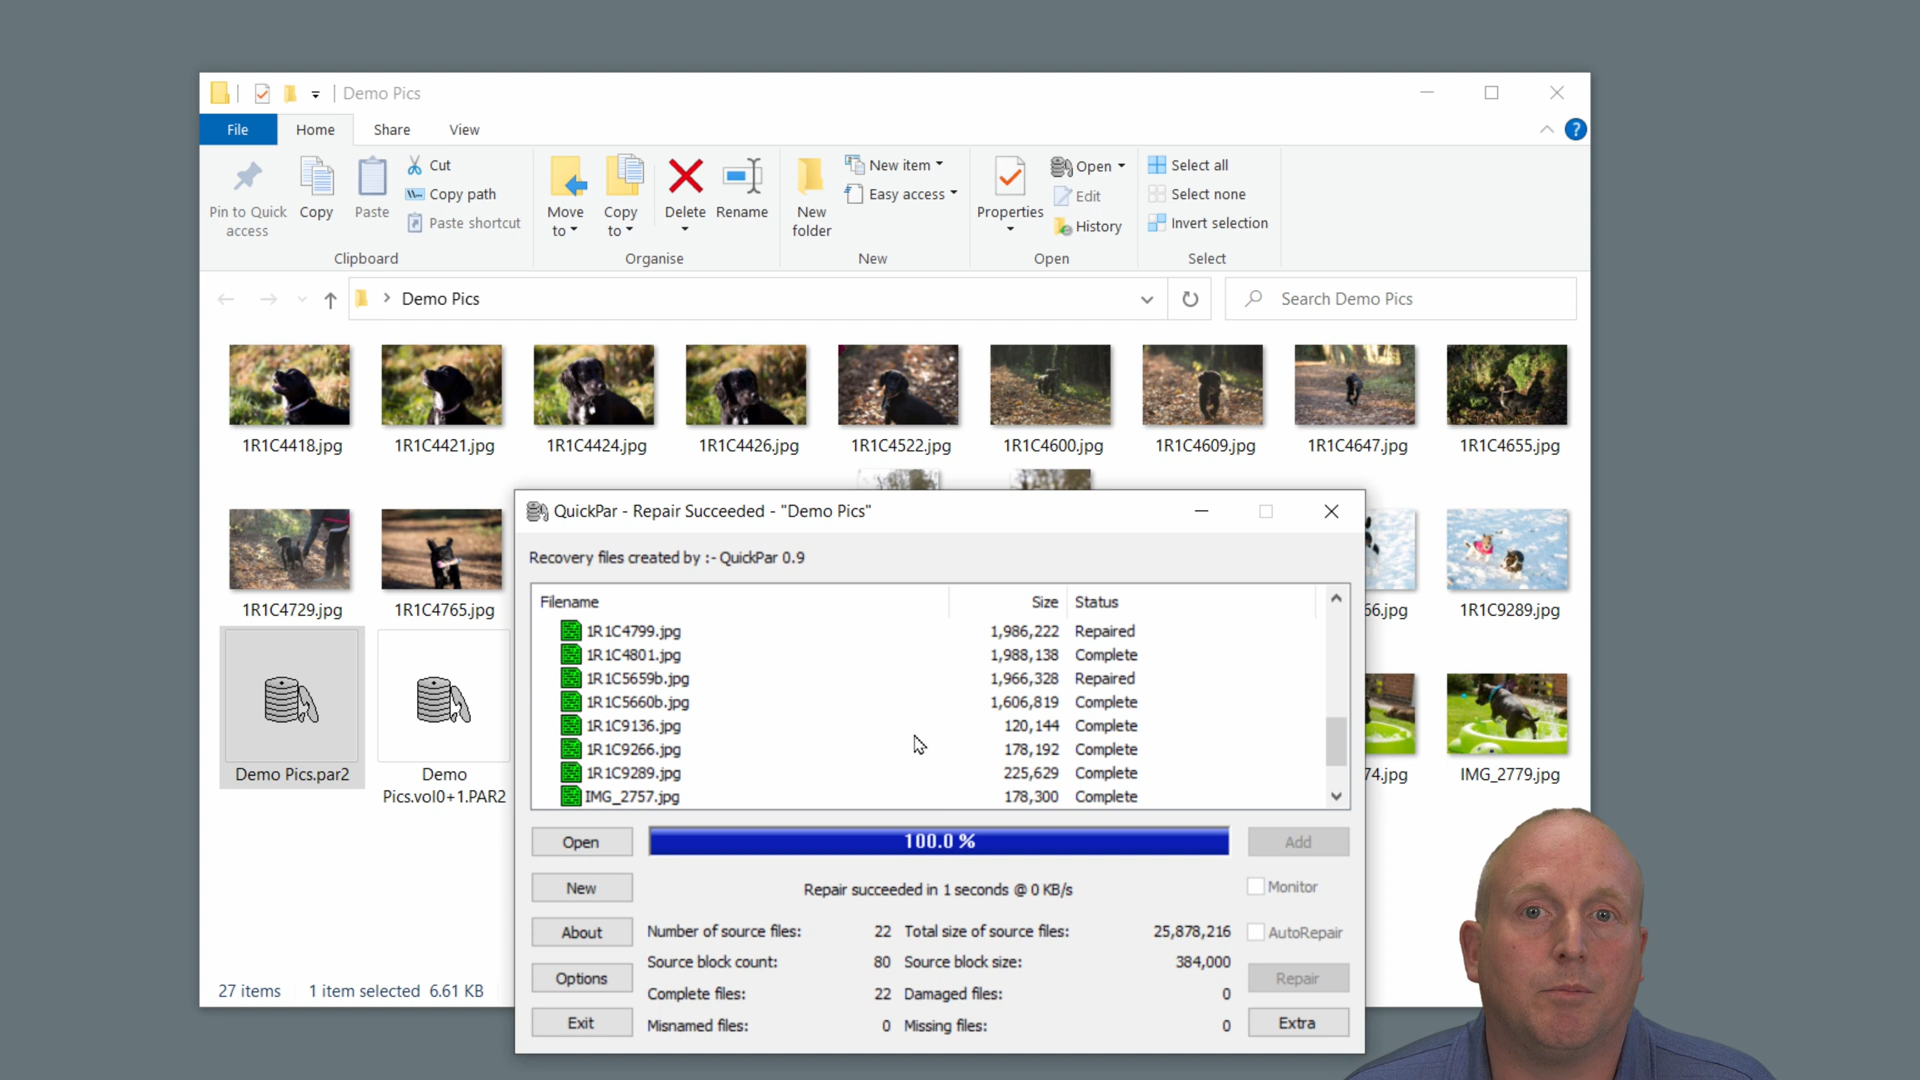 Demo Pics
File Home Share View
Pin to Quick access
Copy
Paste
Cut
Copy path
Paste shortcut
Clipboard
Move to
Copy to
Delete
Rename
Organise
New folder
New item
Easy access
New
Properties
Open
Edit
History
Open
Select all
Select none
Invert selection
Select
Demo Pics
Search Demo Pics
1R1C4418.jpg 1R1C4421.jpg 1R1C4424.jpg 1R1C4426.jpg 1R1C4522.jpg 1R1C4600.jpg 1R1C4609.jpg 1R1C4647.jpg 1R1C4655.jpg
1R1C4729.jpg 1R1C4765.jpg 66.jpg 1R1C9289.jpg
Demo Pics.par2
Demo Pics.vol0+1.PAR2
74.jpg IMG_2779.jpg
27 items 1 item selected 6.61 KB
QuickPar - Repair Succeeded - "Demo Pics"
Recovery files created by :- QuickPar 0.9
Filename Size Status
1R1C4799.jpg 1,986,222 Repaired
1R1C4801.jpg 1,988,138 Complete
1R1C5659b.jpg 1,966,328 Repaired
1R1C5660b.jpg 1,606,819 Complete
1R1C9136.jpg 120,144 Complete
1R1C9266.jpg 178,192 Complete
1R1C9289.jpg 225,629 Complete
IMG_2757.jpg 178,300 Complete
Open 100.0 % Add
New Repair succeeded in 1 seconds @ 0 KB/s Monitor
About Number of source files: 22 Total size of source files: 25,878,216 AutoRepair
Source block count: 80 Source block size: 384,000
Options Complete files: 22 Damaged files: 0 Repair
Exit Misnamed files: 0 Missing files: 0 Extra